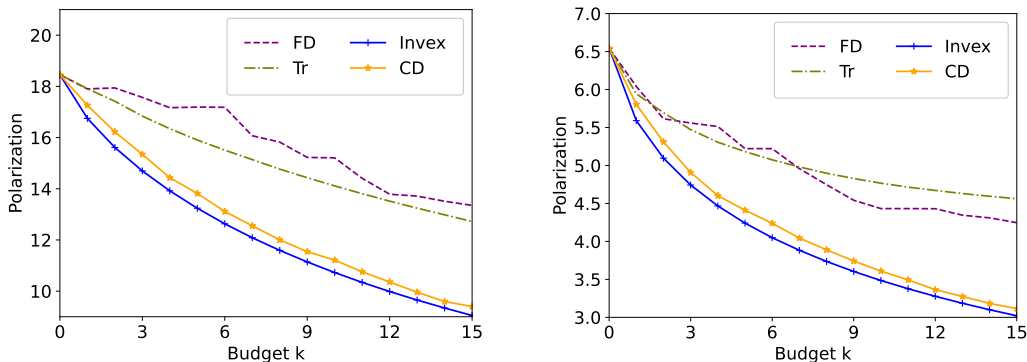 20
18
16
14
12
10
Polarization
FD
Tr
Invex
CD
0 3 6 9 12 15
Budget k
7.0
6.5
6.0
5.5
5.0
4.5
4.0
3.5
3.0
Polarization
FD
Tr
Invex
CD
0 3 6 9 12 15
Budget k